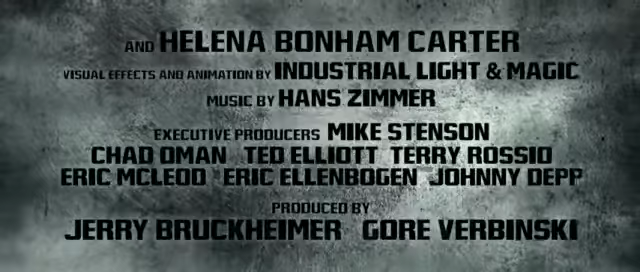 AND HELENA BONHAM CARTER
VISUAL EFFECTS AND ANIMATION BY INDUSTRIAL LIGHT & MAGIC
MUSIC BY HANS ZIMMER
EXECUTIVE PRODUCERS MIKE STENSON
CHAD OMAN TED ELLIOTT TERRY ROSSIO
ERIC MCLEOD ERIC ELLENBOGEN JOHNNY DEPP
PRODUCED BY
JERRY BRUCKHEIMER GORE VERBINSKI